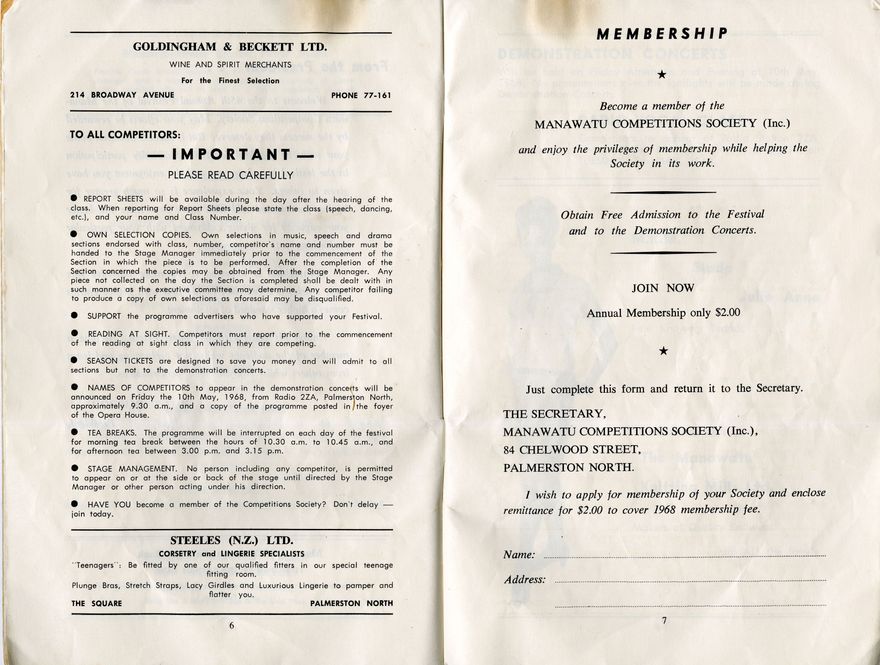 GOLDINGHAM & BECKETT LTD.
WINE AND SPIRIT MERCHANTS
For the Finest Selection
214 BROADWAY AVENUE PHONE 77-161
TO ALL COMPETITORS:
— IMPORTANT —
PLEASE READ CAREFULLY
● REPORT SHEETS will be available during the day after the hearing of the
class. When reporting for Report Sheets please state the class (speech, dancing,
etc.), and your name and Class Number.
● OWN SELECTION COPIES. Own selections in music, speech and drama
sections endorsed with class, number, competitor's name and number must be
handed to the Stage Manager immediately prior to the commencement of the
Section in which the piece is to be performed. After the completion of the
Section concerned the copies may be obtained from the Stage Manager. Any
piece not collected on the day the Section is completed shall be dealt with in
such manner as the executive committee may determine. Any competitor failing
to produce a copy of own selections as aforesaid may be disqualified.
● SUPPORT the programme advertisers who have supported your Festival.
● READING AT SIGHT. Competitors must report prior to the commencement
of the reading at sight class in which they are competing.
● SEASON TICKETS are designed to save you money and will admit to all
sections but not to the demonstration concerts.
● NAMES OF COMPETITORS to appear in the demonstration concerts will be
announced on Friday the 10th May, 1968, from Radio 2ZA, Palmerston North,
approximately 9.30 a.m., and a copy of the programme posted in the foyer
of the Opera House.
● TEA BREAKS. The programme will be interrupted on each day of the festival
for morning tea break between the hours of 10.30 a.m. to 10.45 a.m., and
for afternoon tea between 3.00 p.m. and 3.15 p.m.
● STAGE MANAGEMENT. No person including any competitor, is permitted
to appear on or at the side or back of the stage until directed by the Stage
Manager or other person acting under his direction.
● HAVE YOU become a member of the Competitions Society? Don't delay —
join today.
STEELES (N.Z.) LTD.
CORSETRY and LINGERIE SPECIALISTS
"Teenagers": Be fitted by one of our qualified fitters in our special teenage
fitting room.
Plunge Bras, Stretch Straps, Lacy Girdles and Luxurious Lingerie to pamper and
flatter you.
THE SQUARE PALMERSTON NORTH
6
MEMBERSHIP
★
Become a member of the
MANAWATU COMPETITIONS SOCIETY (Inc.)
and enjoy the privileges of membership while helping the
Society in its work.
Obtain Free Admission to the Festival
and to the Demonstration Concerts.
JOIN NOW
Annual Membership only $2.00
★
Just complete this form and return it to the Secretary.
THE SECRETARY,
MANAWATU COMPETITIONS SOCIETY (Inc.),
84 CHELWOOD STREET,
PALMERSTON NORTH.
I wish to apply for membership of your Society and enclose
remittance for $2.00 to cover 1968 membership fee.
Name:
Address:
7